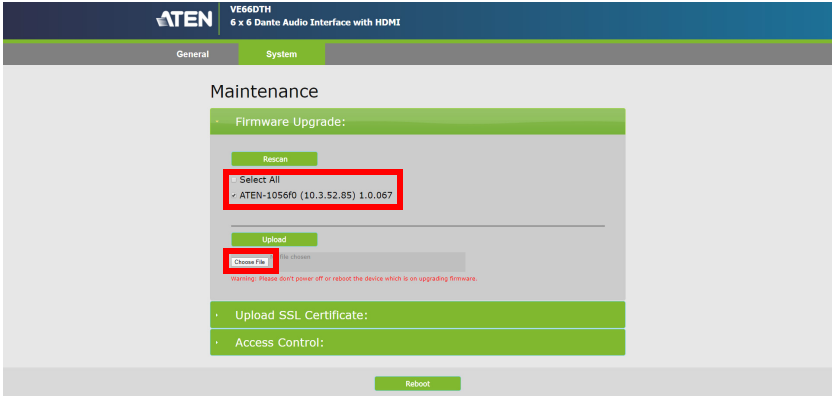 ATEN
VE66DTH
6 x 6 Dante Audio Interface with HDMI
General System
Maintenance
Firmware Upgrade:
Rescan
Select All
ATEN-1056f0 (10.3.52.85) 1.0.067
Upload
Choose File file choose
Warning: Please don't power off or reboot the device which is on upgrading firmware.
Upload SSL Certificate:
Access Control:
Reboot